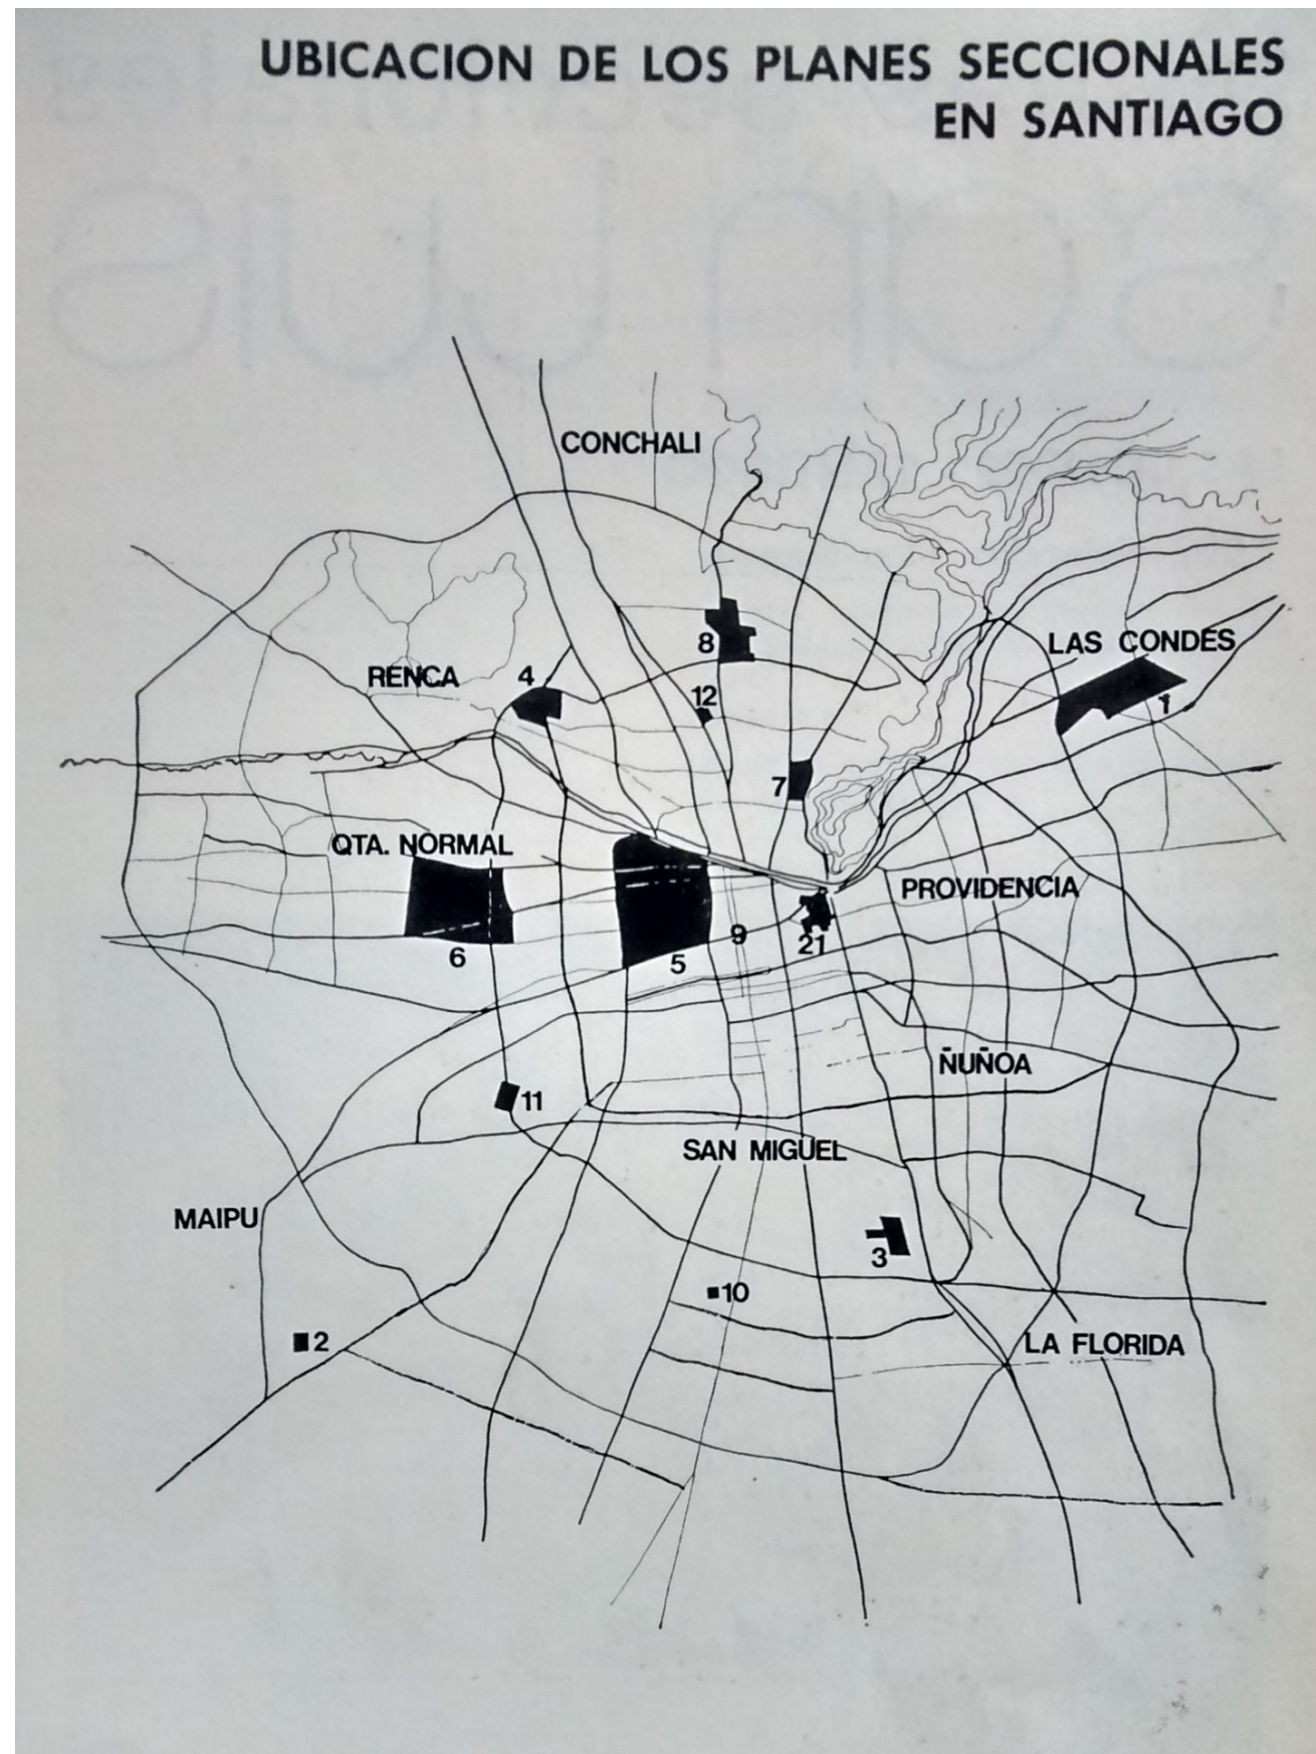 UBICACION DE LOS PLANES SECCIONALES
EN SANTIAGO
CONCHALI
LAS CONDES
8
RENCA
4
12
1
7
QTA. NORMAL
PROVIDENCIA
9
21
6
5
ÑUÑOA
11
SAN MIGUEL
MAIPU
3
10
2
LA FLORIDA